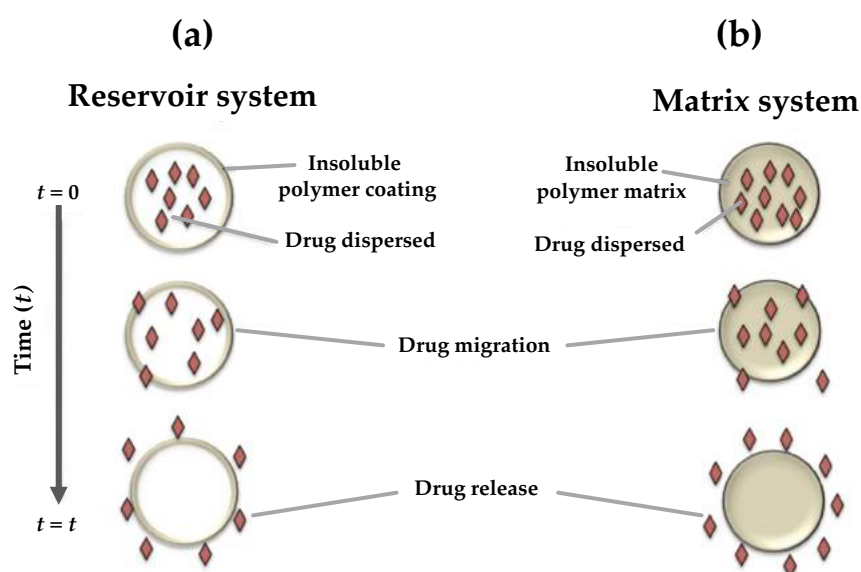 (a)
Reservoir system
(b)
Matrix system
t = 0
Time (t)
t = t
Insoluble
polymer coating
Drug dispersed
Insoluble
polymer matrix
Drug dispersed
Drug migration
Drug release